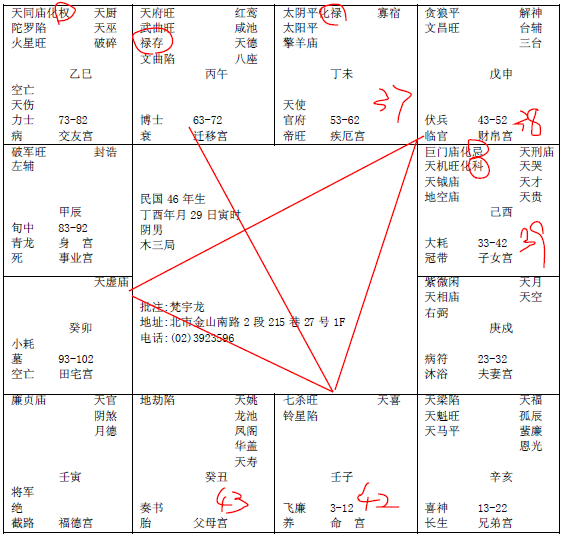 天同庙化权 天厨
陀罗陷 天巫
火星旺 破碎
乙巳
空亡
天伤
力士 73-82
病 交友宫
天府旺 红鸾
武曲旺 咸池
禄存 天德
文曲陷 八座
丙午
博士 63-72
衰 迁移宫
太阴平化禄 寡宿
太阳平
擎羊庙
丁未
37
天使
官府 53-62
帝旺 疾厄宫
贪狼平 解神
文昌旺 台辅
三台
戊申
伏兵 43-52
38
临官 财帛宫
破军旺 封诰
左辅
甲辰
旬中 83-92
青龙 身 宫
死 事业宫
民国 46 年生
丁酉年月 29 日寅时
阴男
木三局
批注:梵宇龙
地址:北市金山南路 2 段 215 巷 27 号 1F
电话:(02)3923596
巨门庙化忌 天刑庙
天机旺化科 天哭
天钺庙 天才
地空庙 天贵
己酉
39
大耗 33-42
冠带 子女宫
天虚庙
癸卯
小耗
墓 93-102
空亡 田宅宫
紫微闲 天月
天相庙 天空
右弼
庚戌
病符 23-32
沐浴 夫妻宫
廉贞庙 天官
阴煞
月德
壬寅
将军
绝
截路 福德宫
地劫陷 天姚
龙池
凤阁
华盖
天寿
癸丑
43
奏书
胎 父母宫
七杀旺 天喜
铃星陷
壬子
42
飞廉 3-12
养 命 宫
天梁陷 天福
天魁旺 孤辰
天马平 蜚廉
恩光
辛亥
喜神 13-22
长生 兄弟宫